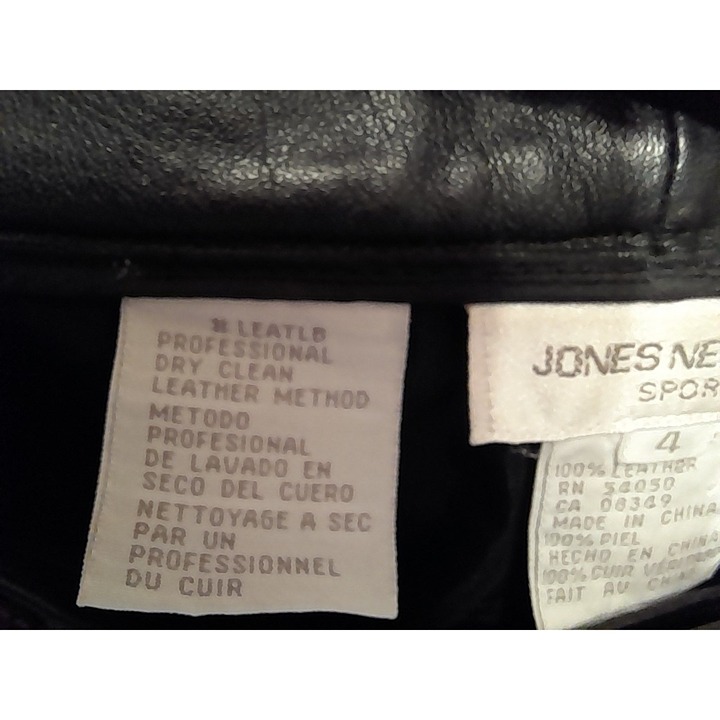 LEATLB
PROFESSIONAL
DRY CLEAN
LEATHER METHOD
METODO
PROFESIONAL
DE LAVADO EN
SECO DEL CUERO
NETTOYAGE A SEC
PAR UN
PROFESSIONNEL
DU CUIR
JONES NE
SPOR
4
100% LEATHER
RN 54050
CA 08349
MADE IN CHINA
100% PIEL
HECHO EN CHINA
100% CUIR
FAIT AU